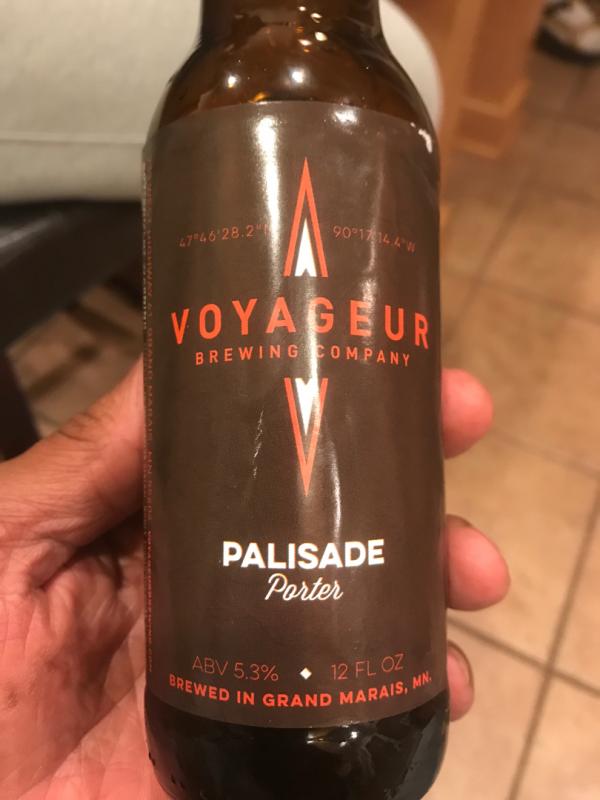 47°46'28.2"N 90°17'14.4"W
VOYAGEUR
BREWING COMPANY
PALISADE
Porter
ABV 5.3% 12 FL OZ
BREWED IN GRAND MARAIS, MN.